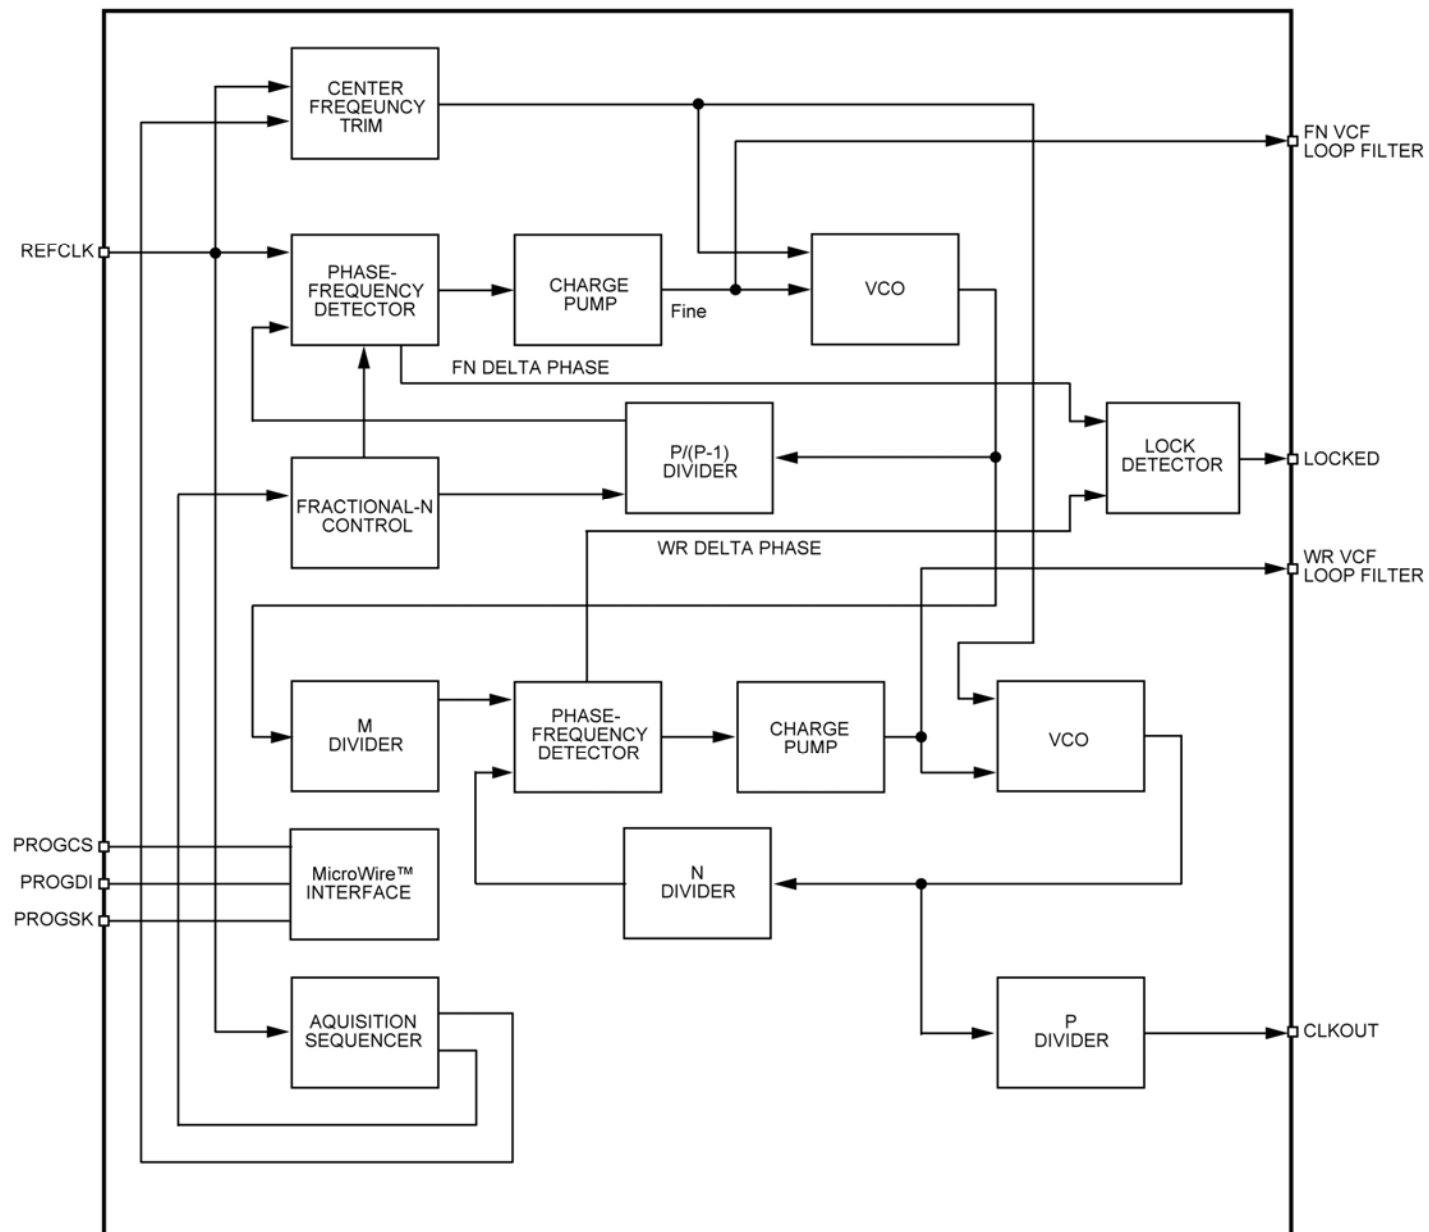 CENTER
FREQEUNCY
TRIM
FN VCF
LOOP FILTER
REFCLK
PHASE-
FREQUENCY
DETECTOR
CHARGE
PUMP
Fine
VCO
FN DELTA PHASE
P/(P-1)
DIVIDER
LOCK
DETECTOR
LOCKED
FRACTIONAL-N
CONTROL
WR DELTA PHASE
WR VCF
LOOP FILTER
M
DIVIDER
PHASE-
FREQUENCY
DETECTOR
CHARGE
PUMP
VCO
PROGCS
PROGDI
PROGSK
MicroWire™
INTERFACE
N
DIVIDER
AQUISITION
SEQUENCER
P
DIVIDER
CLKOUT